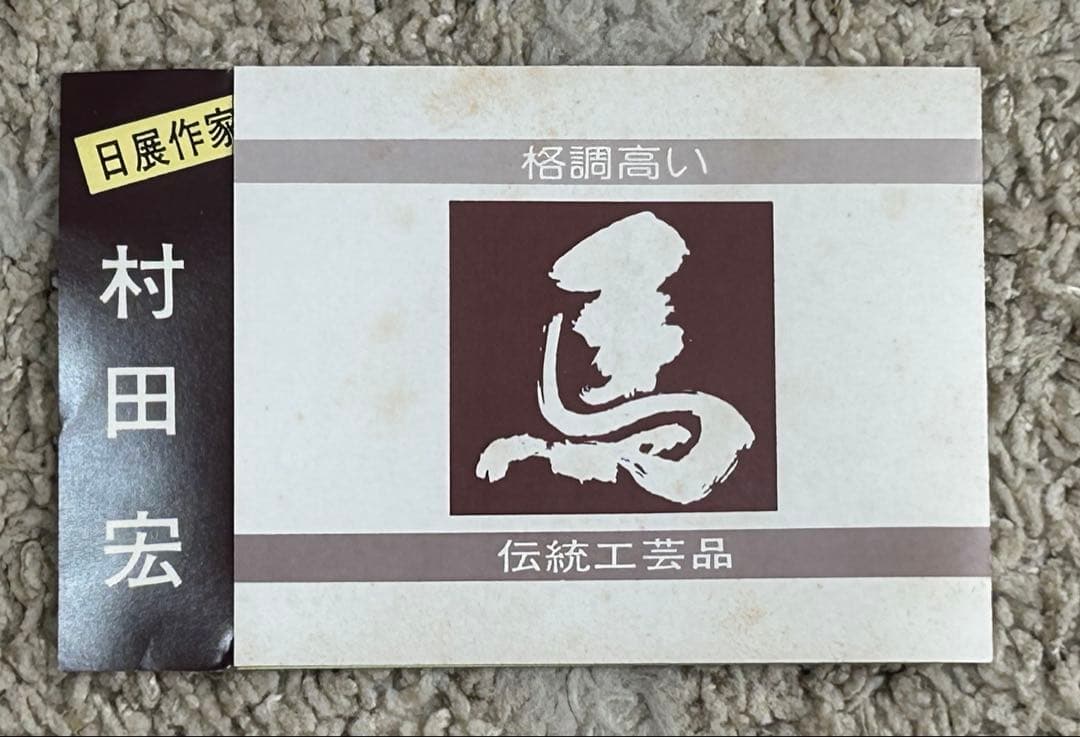 日展作家
村田宏
格調高い
馬
伝統工芸品